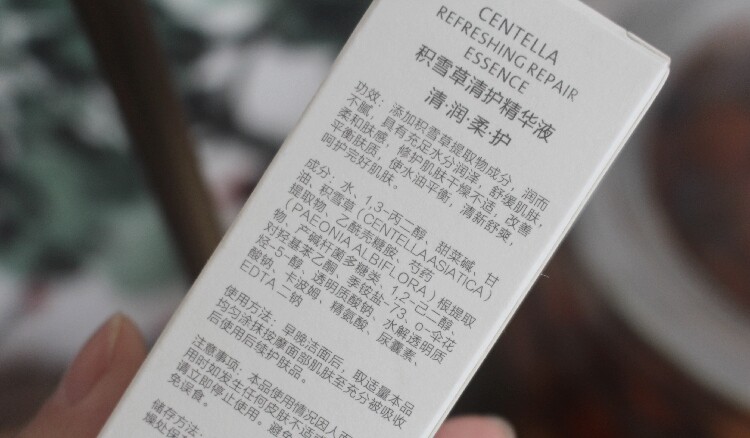 CENTELLA
REFRESHING REPAIR
ESSENCE
积雪草清护精华液
清·润·柔·护
功效：添加积雪草提取物成分，润而
不腻，具有充足水分润泽，舒缓肌肤，
柔和肤感，修护肌肤干燥不适，改善
平衡肤质，使水油平衡，清新舒爽，
呵护完好肌肤。
成分：水、1,3-丙二醇、甜菜碱、甘
油、积雪草（CENTELLA ASIATICA）
提取物、乙酰壳糖胺、芍药
（PAEONIA ALBIFLORA）根提取
物、产碱杆菌多糖类、1,2-己二醇、
对羟基苯乙酮、季铵盐-73、α-伞花
烃-5-醇、透明质酸钠、水解透明质
酸钠、卡波姆、精氨酸、尿囊素、
EDTA 二钠
使用方法：早晚洁面后，取适量本品
均匀涂抹按摩面部肌肤至充分被吸收
后使用后续护肤品。
注意事项：本品使用情况因人而
用时如发生任何皮肤不适
请立即停止使用。避免
免误食。
储存方法：
燥处保